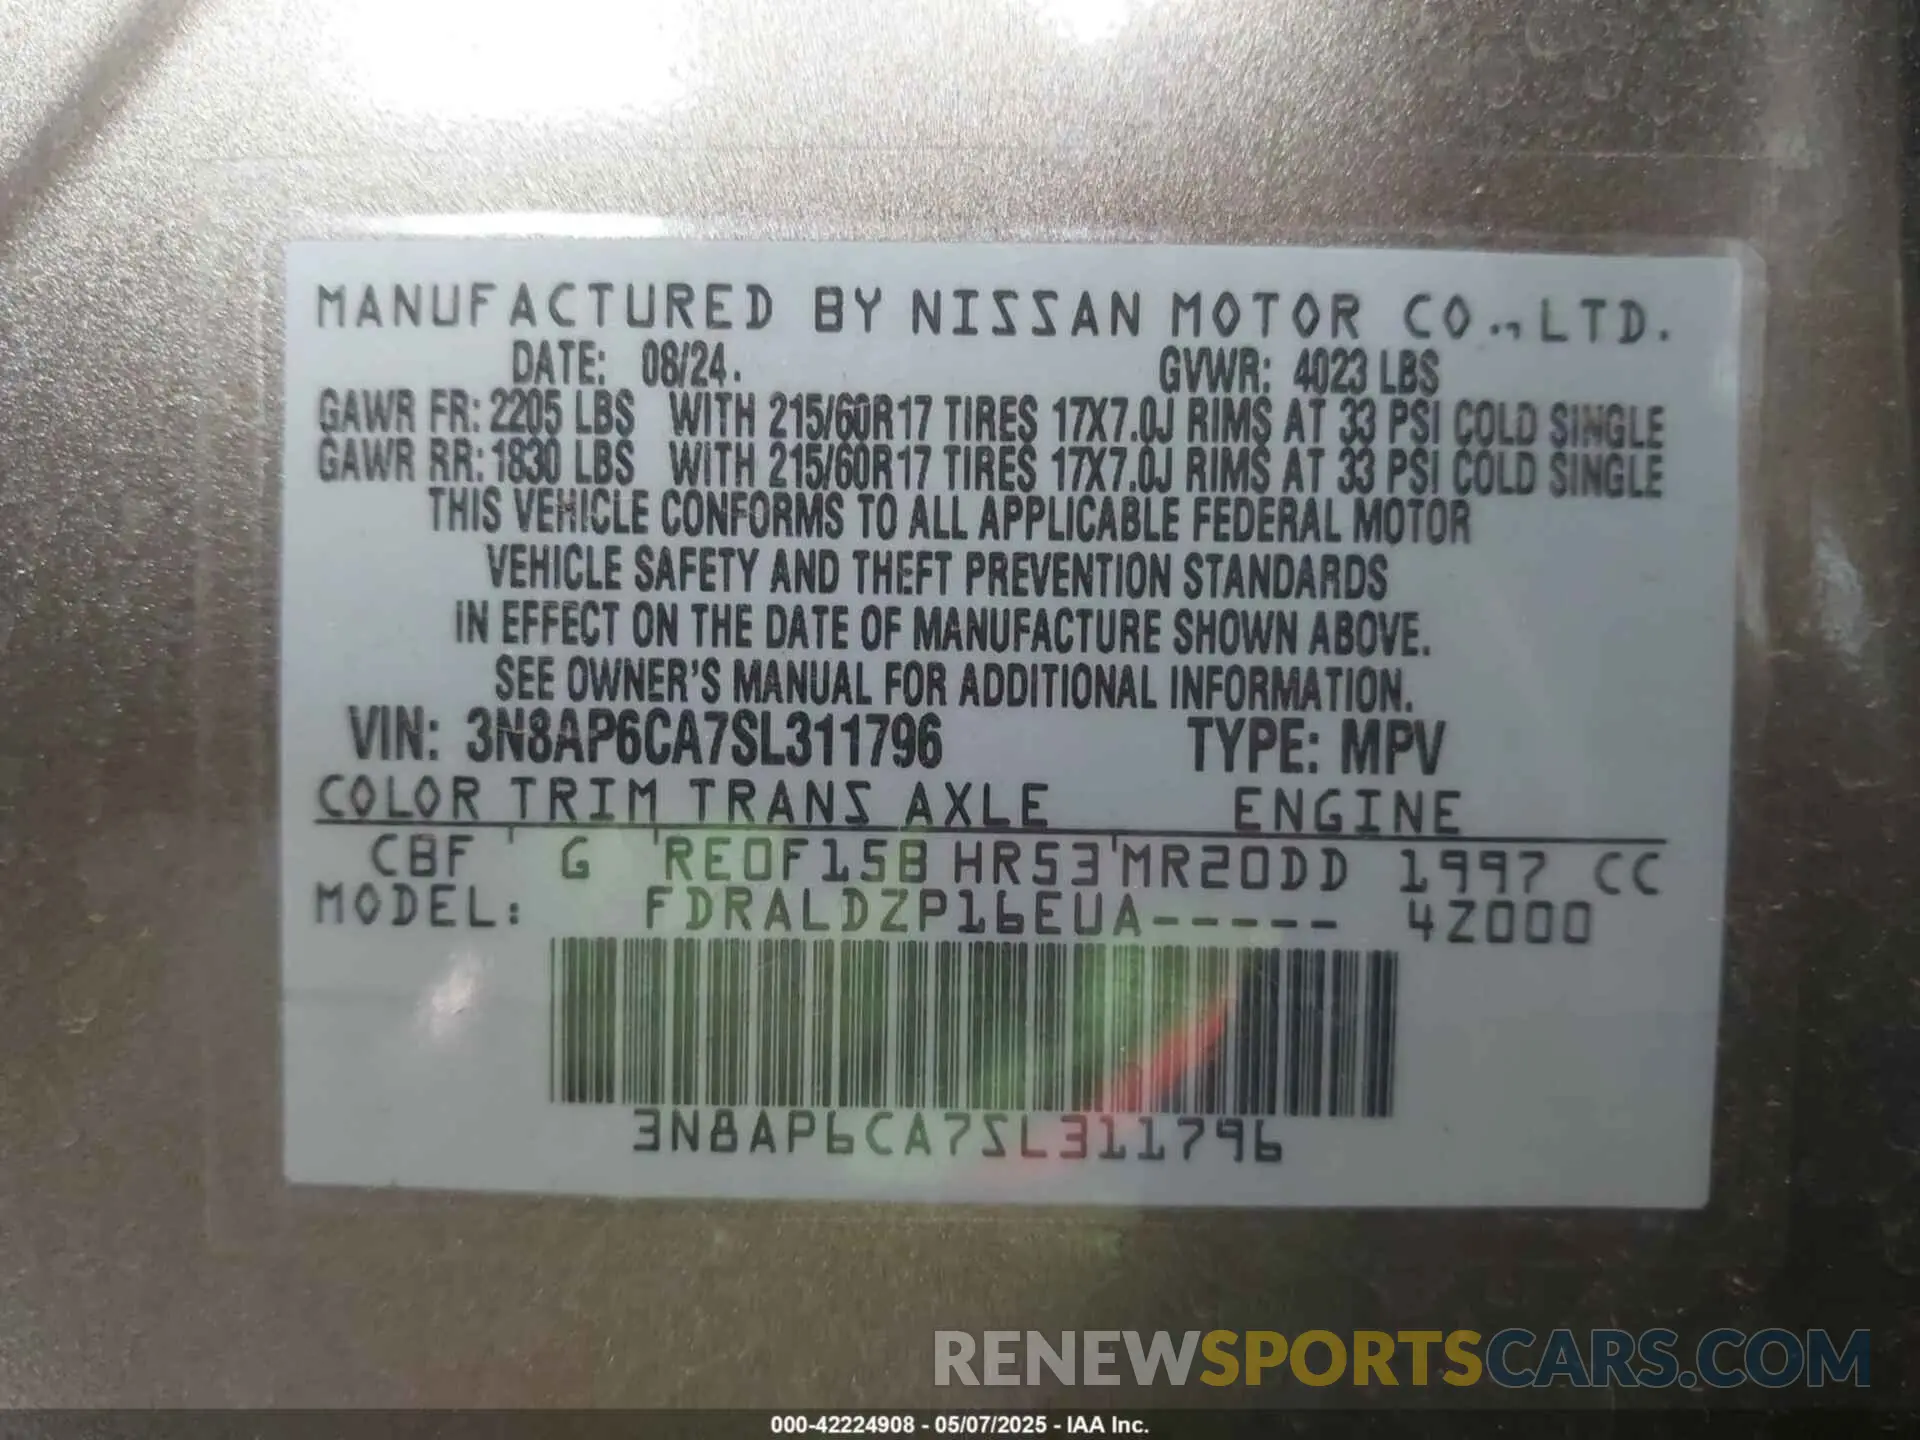 MANUFACTURED BY NISSAN MOTOR CO., LTD.
DATE: 08/24. GVWR: 4023 LBS
GAWR FR: 2205 LBS WITH 215/60R17 TIRES 17X7.0J RIMS AT 33 PSI COLD SINGLE
GAWR RR: 1830 LBS WITH 215/60R17 TIRES 17X7.0J RIMS AT 33 PSI COLD SINGLE
THIS VEHICLE CONFORMS TO ALL APPLICABLE FEDERAL MOTOR
VEHICLE SAFETY AND THEFT PREVENTION STANDARDS
IN EFFECT ON THE DATE OF MANUFACTURE SHOWN ABOVE.
SEE OWNER'S MANUAL FOR ADDITIONAL INFORMATION.
VIN: 3N8AP6CA7SL311796 TYPE: MPV
COLOR TRIM TRANS AXLE ENGINE
CBF G RE0F15B HR53 MR20DD 1997 CC
MODEL: FDRALDZP16EUA----- 4Z000
3N8AP6CA7SL311796
RENEWSPORTSCARS.COM
000-42224908 - 05/07/2025 - IAA Inc.